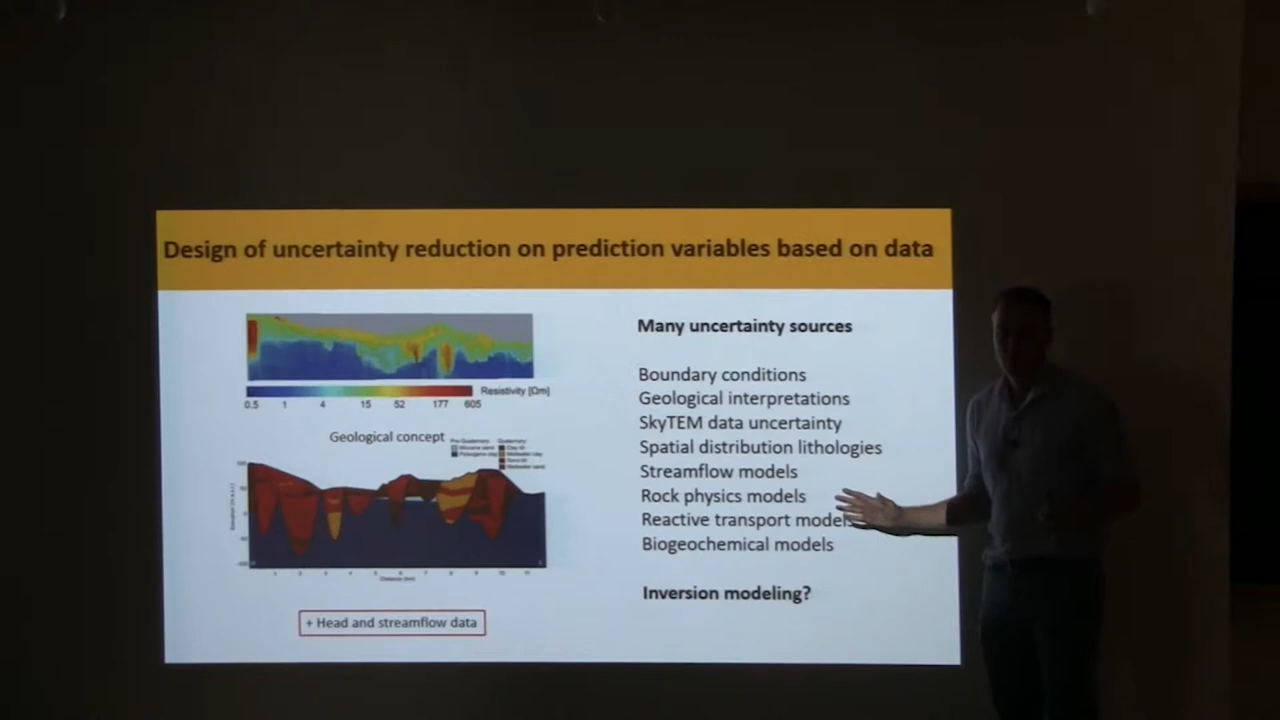 Design of uncertainty reduction on prediction variables based on data
Resistivity [Ωm]
0.5 1 4 15 52 177 605
Geological concept
+ Head and streamflow data
Many uncertainty sources
Boundary conditions
Geological interpretations
SkyTEM data uncertainty
Spatial distribution lithologies
Streamflow models
Rock physics models
Reactive transport models
Biogeochemical models
Inversion modeling?